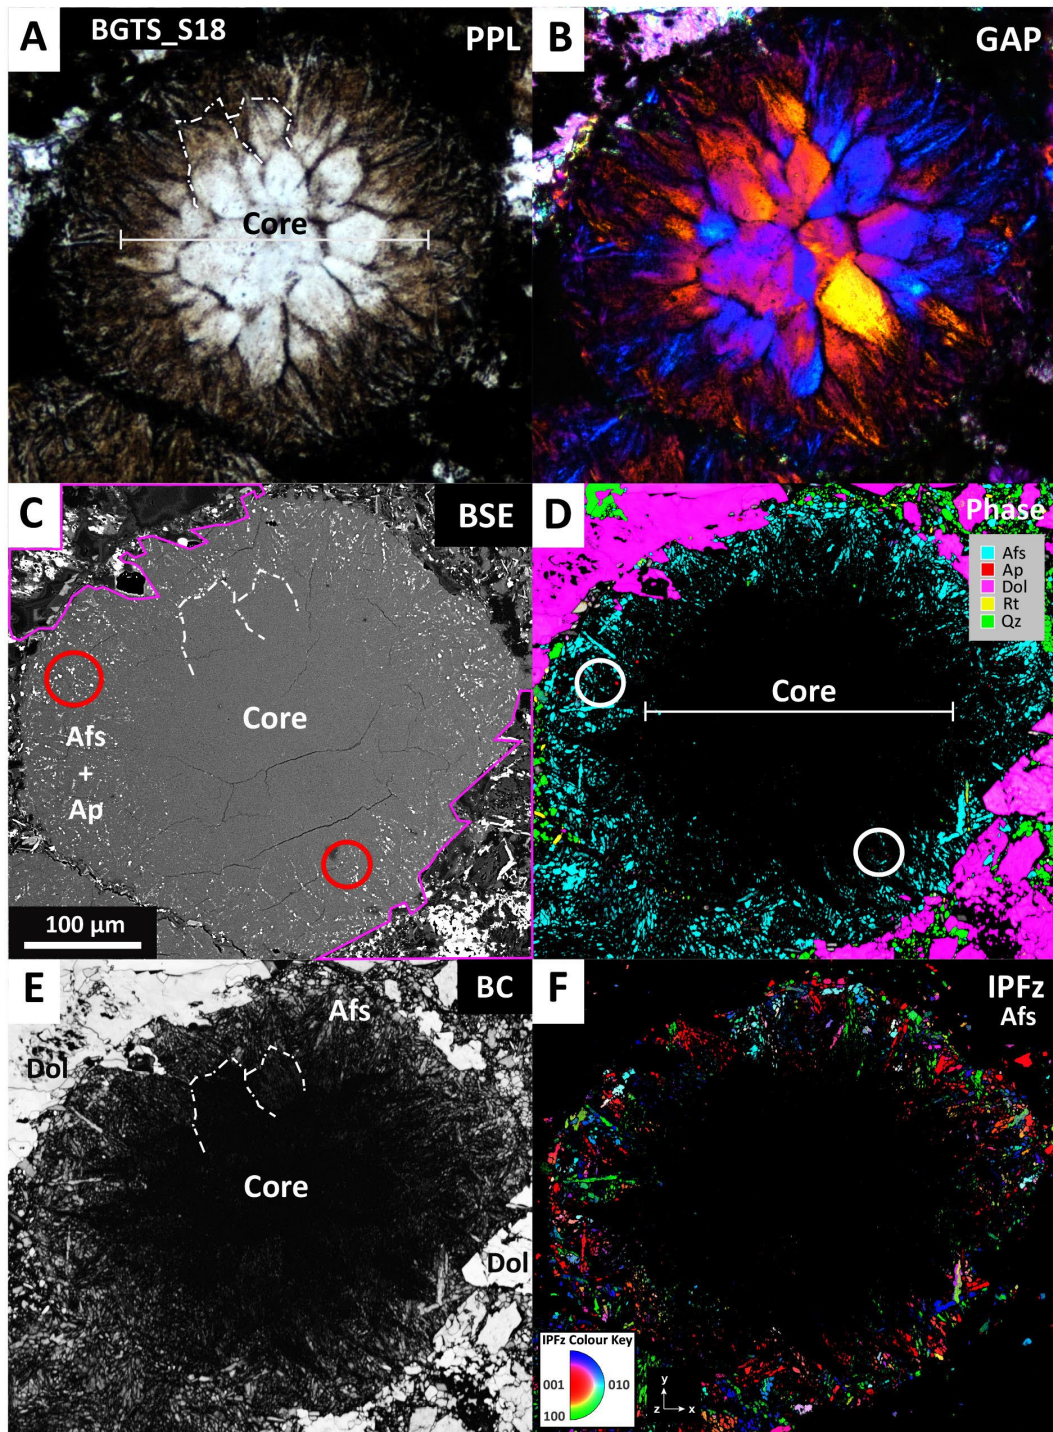 A
BGTS_S18
PPL
Core
B
GAP
C
BSE
Core
Afs
+
Ap
100 µm
D
Phase
Afs
Ap
Dol
Rt
Qz
Core
E
BC
Afs
Dol
Core
Dol
F
IPFz
Afs
IPFz Colour Key
001
010
100
y
z
x